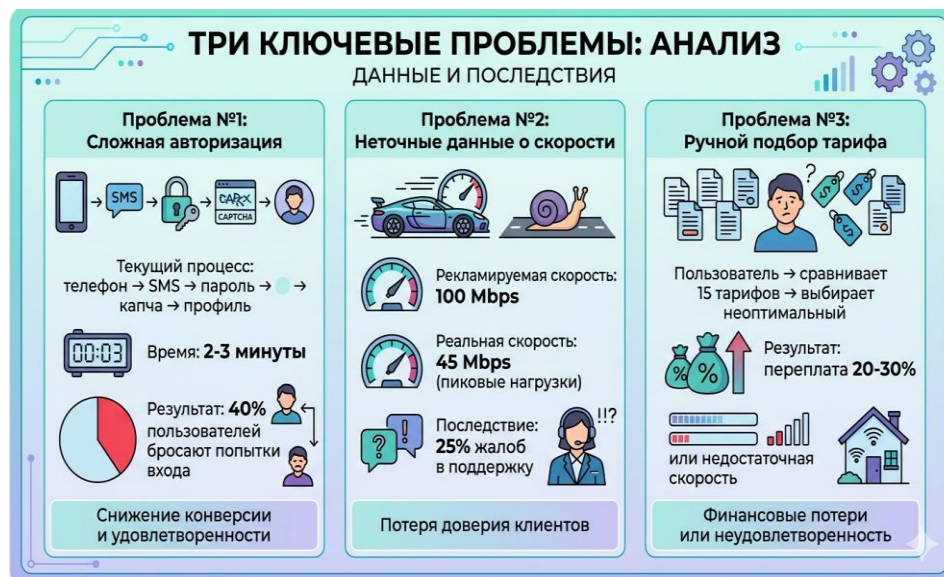 ТРИ КЛЮЧЕВЫЕ ПРОБЛЕМЫ: АНАЛИЗ
ДАННЫЕ И ПОСЛЕДСТВИЯ
Проблема №1:
Сложная авторизация
SMS
CAPTCHA
Текущий процесс:
телефон → SMS → пароль → →
капча → профиль
00:03
Время: 2-3 минуты
Результат: 40%
пользователей
бросают попытки
входа
Снижение конверсии
и удовлетворенности
Проблема №2:
Неточные данные о скорости
Рекламируемая скорость:
100 Mbps
Реальная скорость:
45 Mbps
(пиковые нагрузки)
? !
!!?
Последствие:
25% жалоб
в поддержку
Потеря доверия клиентов
Проблема №3:
Ручной подбор тарифа
?
$ $ $ $
Пользователь → сравнивает
15 тарифов → выбирает
неоптимальный
% %
Результат:
переплата 20-30%
или недостаточная
скорость
Финансовые потери
или неудовлетворенность